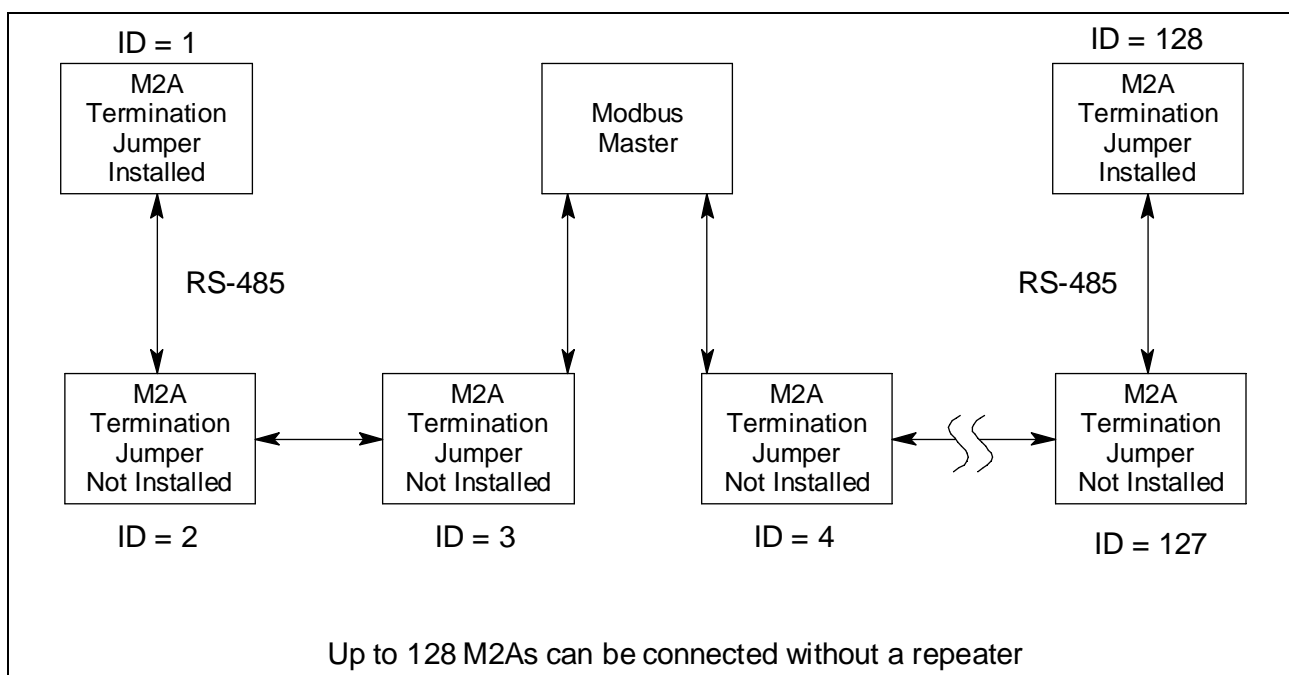 ID = 1
M2A
Termination
Jumper
Installed
Modbus
Master
ID = 128
M2A
Termination
Jumper
Installed
RS-485
RS-485
M2A
Termination
Jumper
Not Installed
ID = 2
M2A
Termination
Jumper
Not Installed
ID = 3
M2A
Termination
Jumper
Not Installed
ID = 4
M2A
Termination
Jumper
Not Installed
ID = 127
Up to 128 M2As can be connected without a repeater